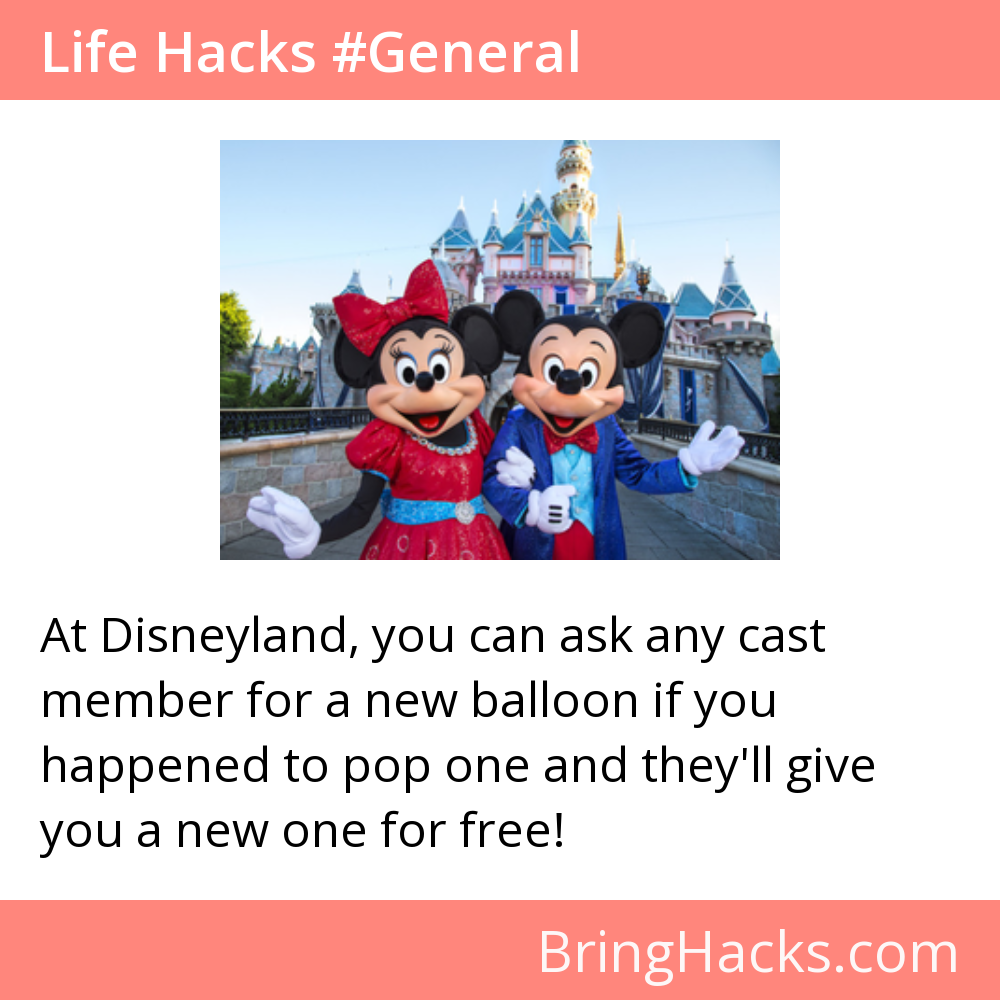 Life Hacks #General
At Disneyland, you can ask any cast
member for a new balloon if you
happened to pop one and they'll give
you a new one for free!
BringHacks.com